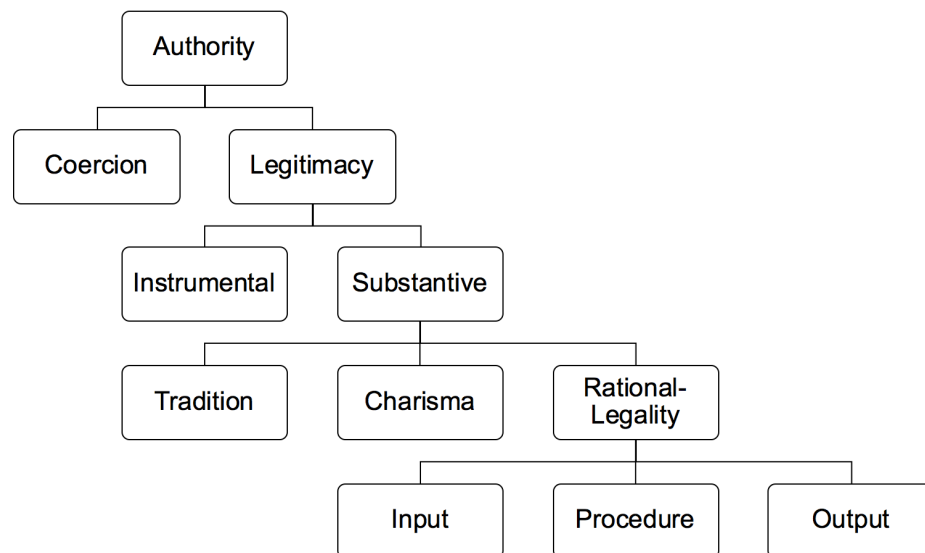 Authority
Coercion
Legitimacy
Instrumental
Substantive
Tradition
Charisma
Rational-
Legality
Input
Procedure
Output